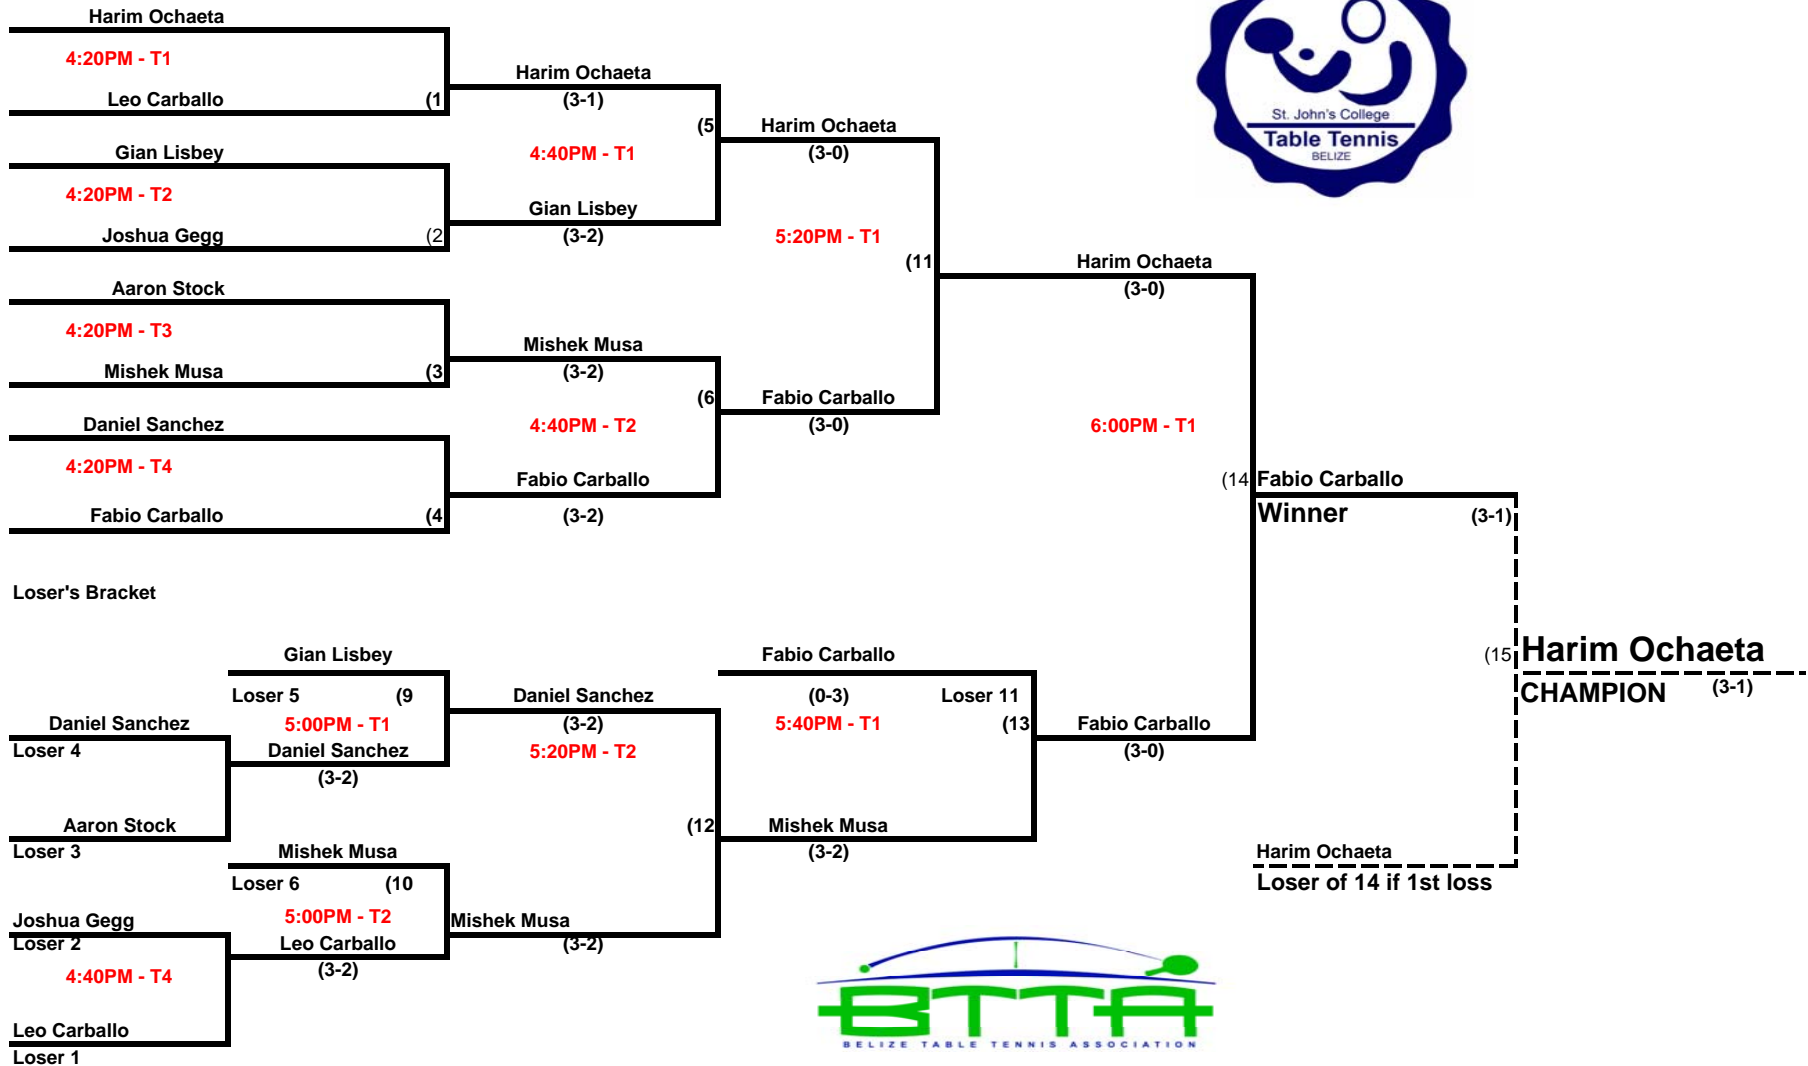 Harim Ochaeta
4:20PM - T1
Leo Carballo (1
Gian Lisbey
4:20PM - T2
Joshua Gegg (2
Aaron Stock
4:20PM - T3
Mishek Musa (3
Daniel Sanchez
4:20PM - T4
Fabio Carballo (4
Harim Ochaeta
(3-1)
(5
4:40PM - T1
Gian Lisbey
(3-2)
Mishek Musa
(3-2)
(6
4:40PM - T2
Fabio Carballo
(3-2)
Harim Ochaeta
(3-0)
5:20PM - T1
(11
Fabio Carballo
(3-0)
Harim Ochaeta
(3-0)
6:00PM - T1
(14 Fabio Carballo
Winner (3-1)
St. John's College
Table Tennis
BELIZE
Loser's Bracket
Daniel Sanchez
Loser 4
Aaron Stock
Loser 3
Joshua Gegg
Loser 2
4:40PM - T4
Leo Carballo
Loser 1
Gian Lisbey
Loser 5 (9
5:00PM - T1
Daniel Sanchez
(3-2)
Mishek Musa
Loser 6 (10
5:00PM - T2
Leo Carballo
(3-2)
Daniel Sanchez
(3-2)
5:20PM - T2
(12
Mishek Musa
(3-2)
Fabio Carballo
(0-3) Loser 11
5:40PM - T1 (13
Mishek Musa
(3-2)
Fabio Carballo
(3-0)
(15 Harim Ochaeta
CHAMPION (3-1)
Harim Ochaeta
Loser of 14 if 1st loss
BTTA
BELIZE TABLE TENNIS ASSOCIATION